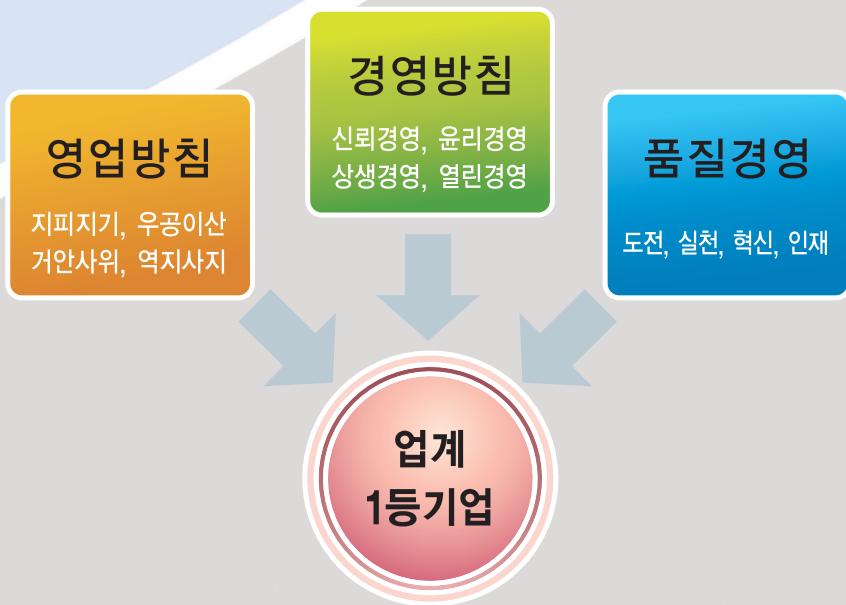 경영방침
신뢰경영, 윤리경영
상생경영, 열린경영
영업방침
지피지기, 우공이산
거안사위, 역지사지
품질경영
도전, 실천, 혁신, 인재
업계
1등기업